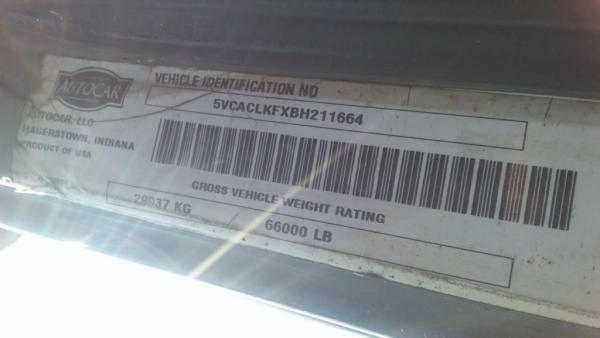 AUTOCAR
AUTOCAR, LLC
HAGERSTOWN, INDIANA
PRODUCT OF USA
VEHICLE IDENTIFICATION NO
5VCACLKFXBH211664
GROSS VEHICLE WEIGHT RATING
29937 KG 66000 LB